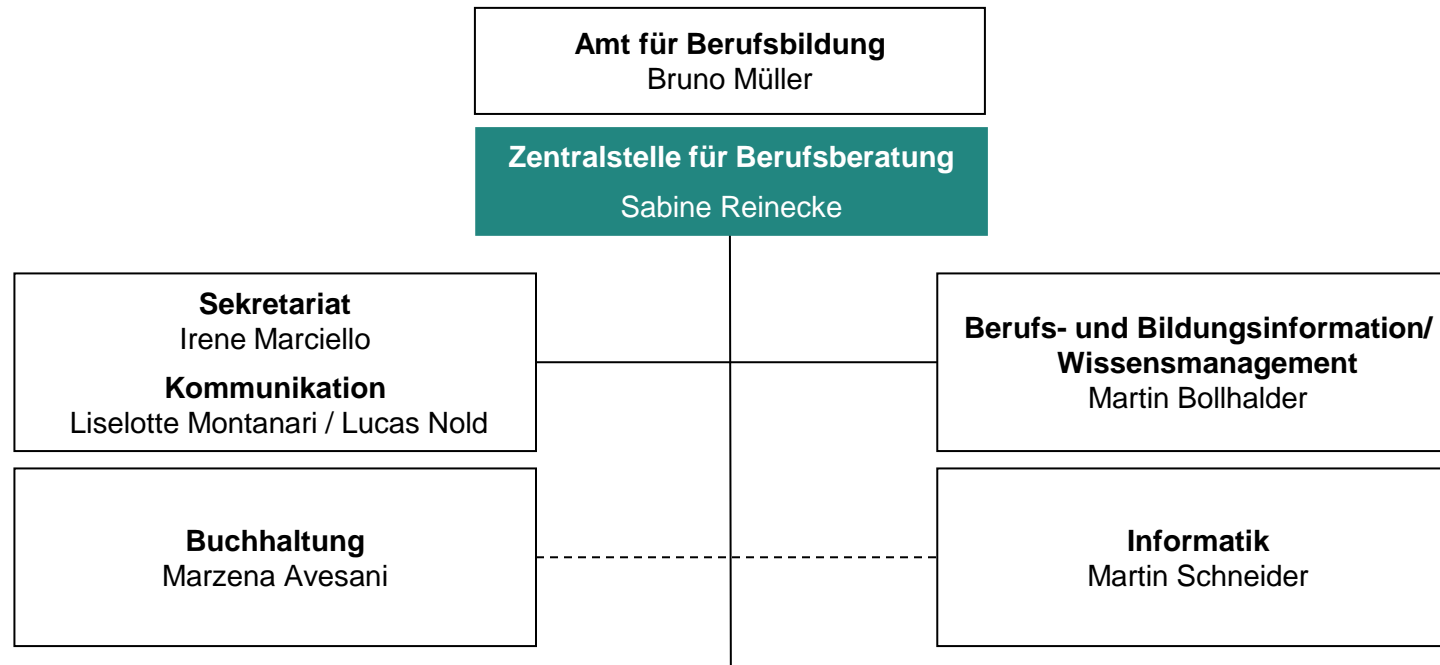 Amt für Berufsbildung
Bruno Müller
Zentralstelle für Berufsberatung
Sabine Reinecke
Sekretariat
Irene Marciello
Kommunikation
Liselotte Montanari / Lucas Nold
Berufs- und Bildungsinformation/
Wissensmanagement
Martin Bollhalder
Buchhaltung
Marzena Avesani
Informatik
Martin Schneider